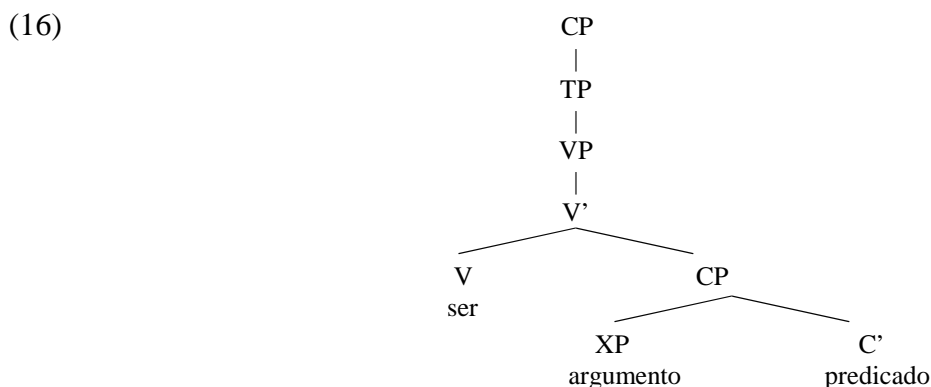 (16) CP
TP
VP
V’
V CP
ser
XP C’
argumento predicado